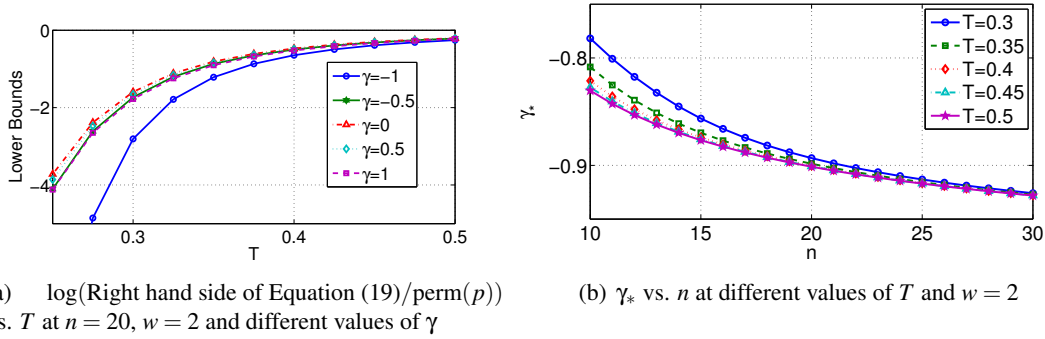 0
−2
−4
Lower Bounds
0.3
0.4
0.5
T
γ=−1
γ=−0.5
γ=0
γ=0.5
γ=1
log(Right hand side of Equation (19)/perm(p))
s. T at n = 20, w = 2 and different values of γ
−0.8
−0.9
γ*
10
15
20
25
30
n
T=0.3
T=0.35
T=0.4
T=0.45
T=0.5
(b) γ* vs. n at different values of T and w = 2